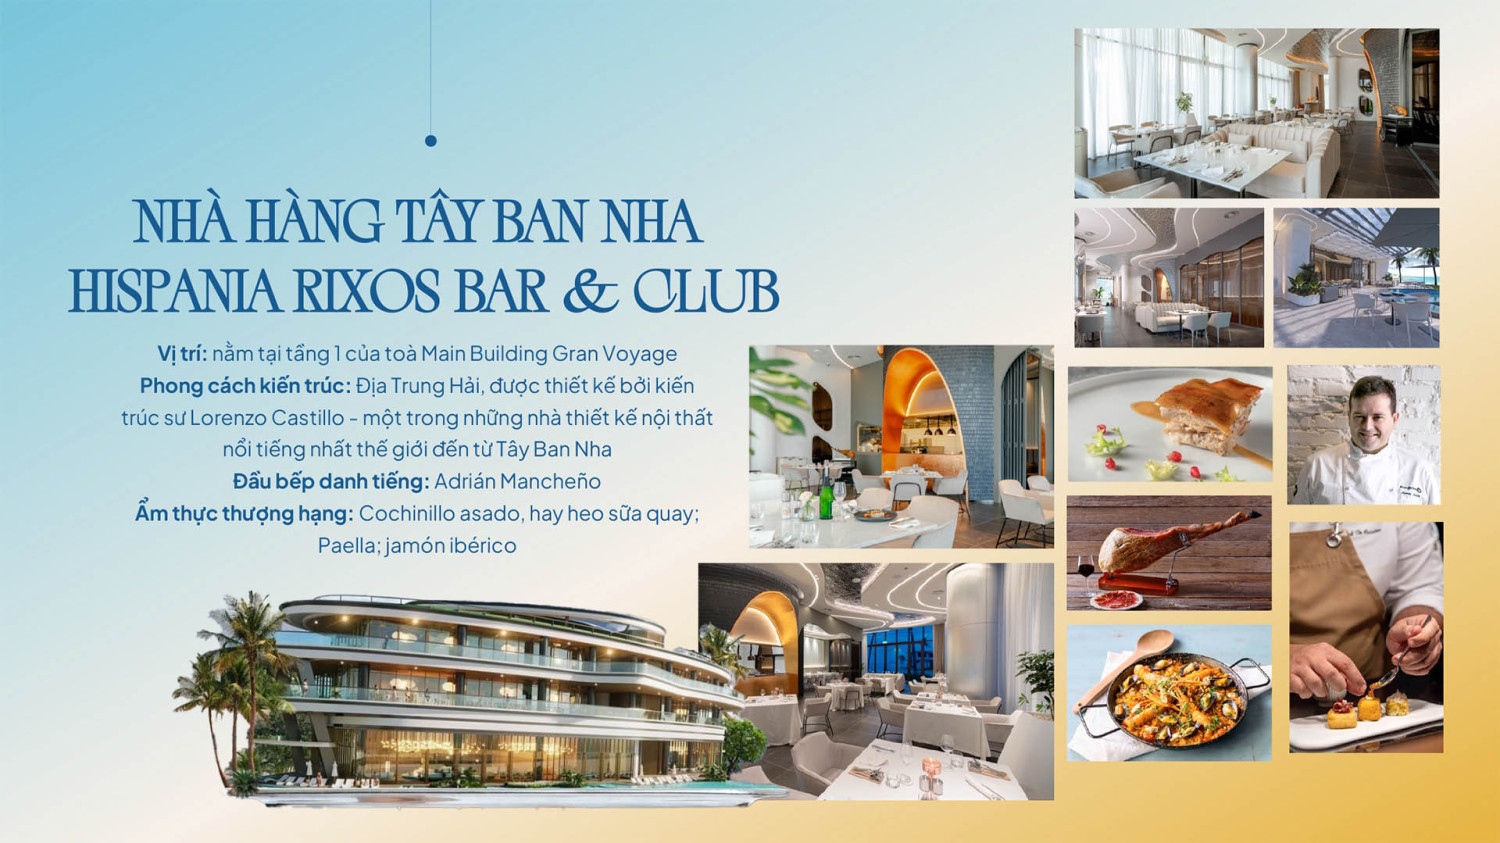 NHÀ HÀNG TÂY BAN NHA
HISPANIA RIXOS BAR & CLUB
Vị trí: nằm tại tầng 1 của toà Main Building Gran Voyage
Phong cách kiến trúc: Địa Trung Hải, được thiết kế bởi kiến
trúc sư Lorenzo Castillo - một trong những nhà thiết kế nội thất
nổi tiếng nhất thế giới đến từ Tây Ban Nha
Đầu bếp danh tiếng: Adrián Mancheño
Ẩm thực thượng hạng: Cochinillo asado, hay heo sữa quay;
Paella; jamón ibérico